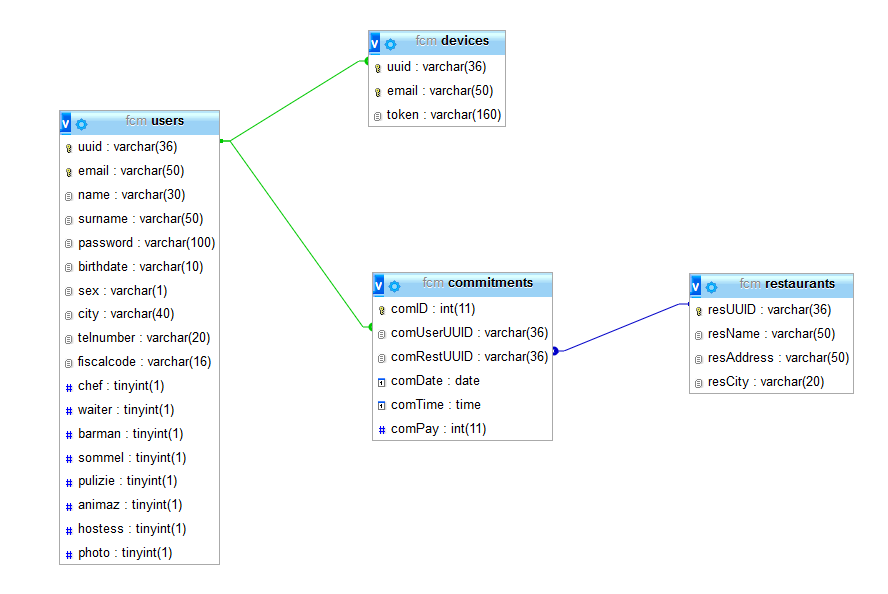 fcm devices
uuid : varchar(36)
email : varchar(50)
token : varchar(160)
fcm users
uuid : varchar(36)
email : varchar(50)
name : varchar(30)
surname : varchar(50)
password : varchar(100)
birthdate : varchar(10)
sex : varchar(1)
city : varchar(40)
telnumber : varchar(20)
fiscalcode : varchar(16)
# chef : tinyint(1)
# waiter : tinyint(1)
# barman : tinyint(1)
# sommel : tinyint(1)
# pulizie : tinyint(1)
# animaz : tinyint(1)
# hostess : tinyint(1)
# photo : tinyint(1)
fcm commitments
comID : int(11)
comUserUUID : varchar(36)
comRestUUID : varchar(36)
comDate : date
comTime : time
# comPay : int(11)
fcm restaurants
resUUID : varchar(36)
resName : varchar(50)
resAddress : varchar(50)
resCity : varchar(20)